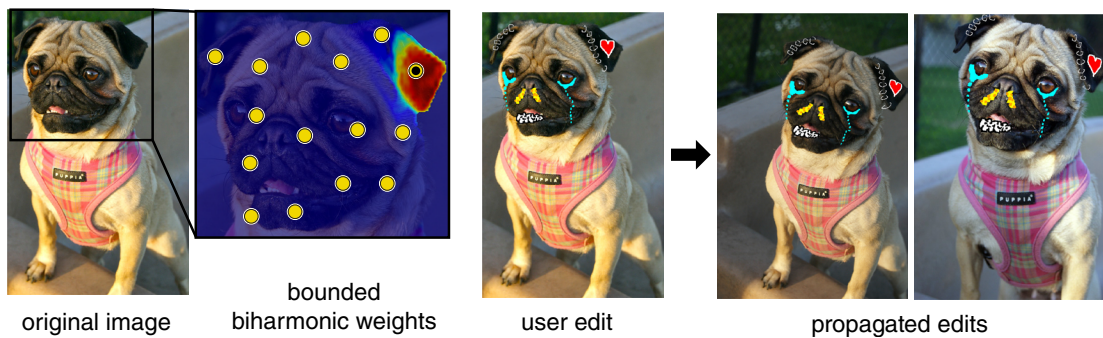 original image
bounded
biharmonic weights
user edit
propagated edits
PUPPIA
PUPPIA
PUPPIA
PUPPIA